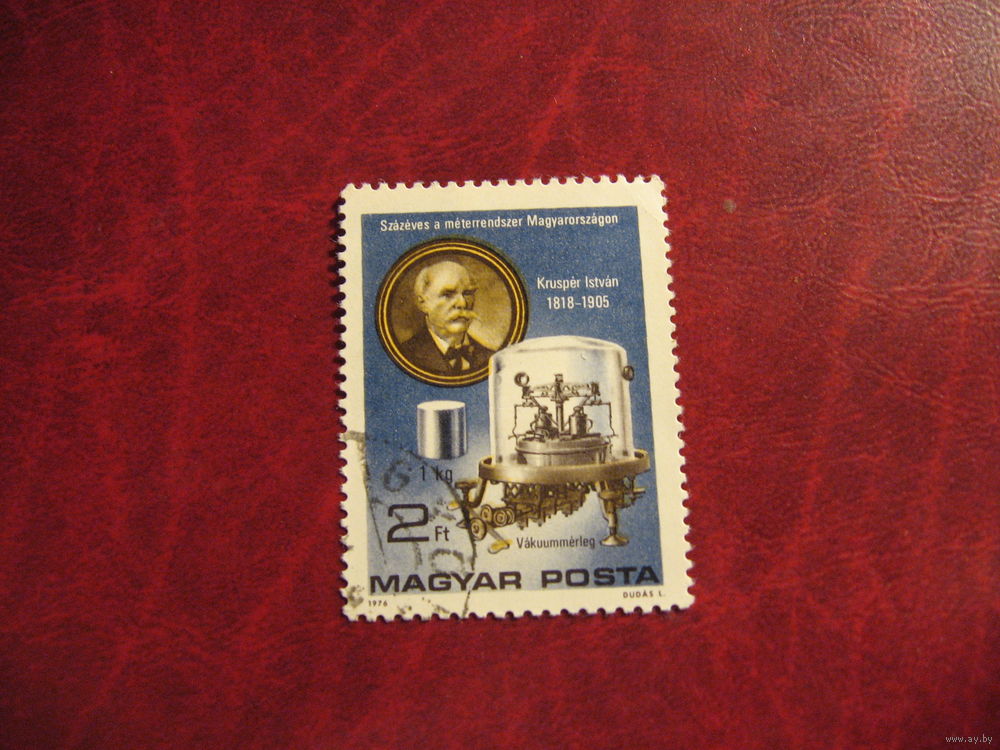 Százéves a méterrendszer Magyarországon
Kruspér István
1818-1905
1 kg
2 Ft
Vákuummérleg
MAGYAR POSTA
1976
DUDÁS L.
www.ay.by